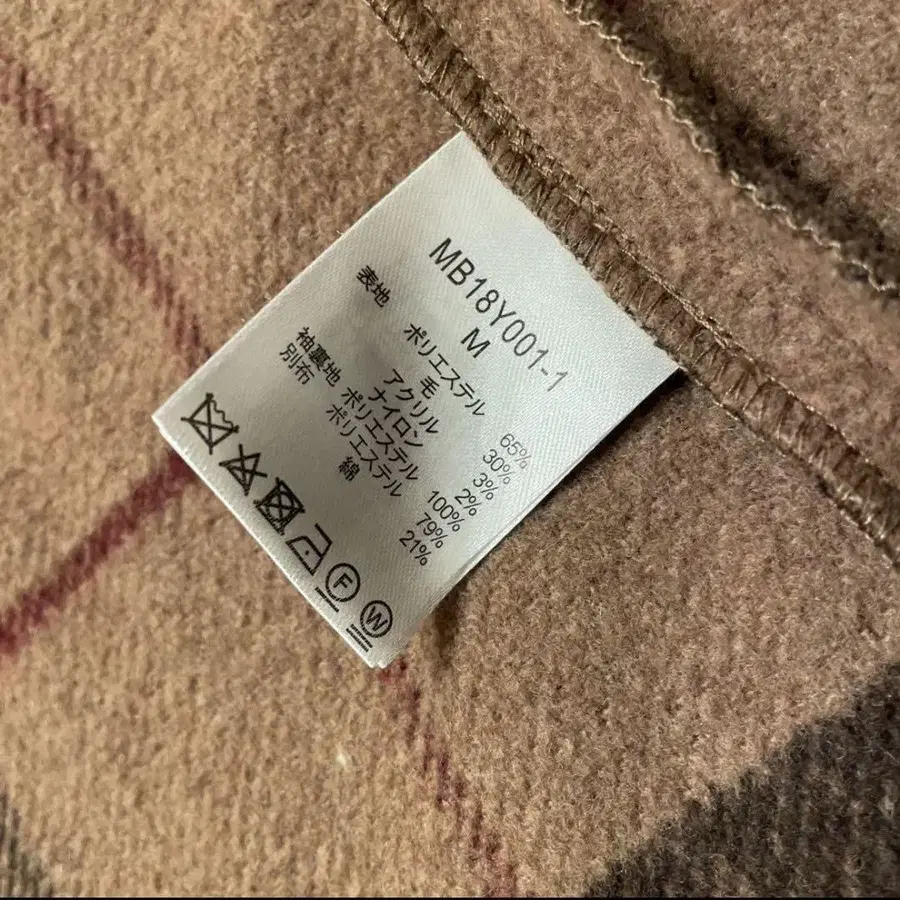 MB18Y001-1
M
表地 ポリエステル 65%
毛 30%
アクリル 3%
ナイロン 2%
袖裏地 ポリエステル 100%
別布 ポリエステル 79%
綿 21%
F W